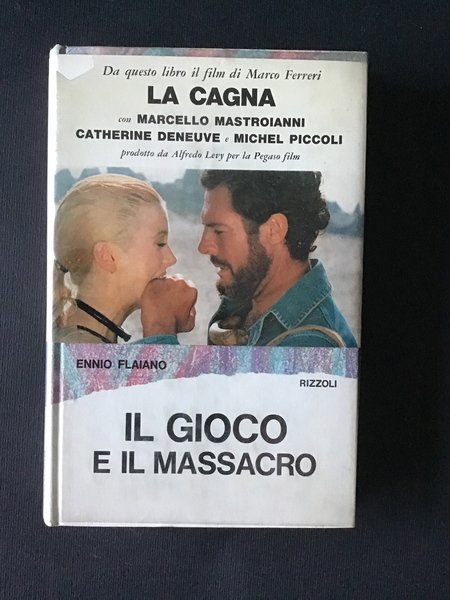 Da questo libro il film di Marco Ferreri
LA CAGNA
con MARCELLO MASTROIANNI
CATHERINE DENEUVE e MICHEL PICCOLI
prodotto da Alfredo Levy per la Pegaso film
ENNIO FLAIANO
RIZZOLI
IL GIOCO
E IL MASSACRO